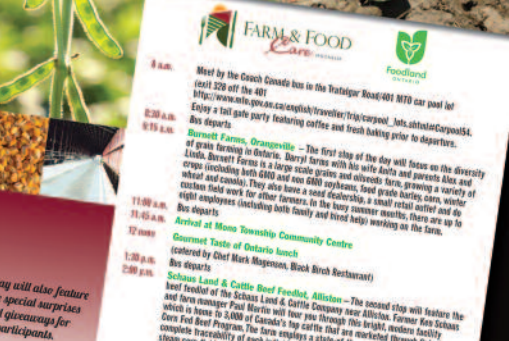 FARM & FOOD
Care ONTARIO
Foodland
ONTARIO
8 a.m.
Meet by the Coach Canada bus in the Trafalgar Road/401 MTO car pool lot
(exit 328 off the 401
http://www.mto.gov.on.ca/english/traveller/trip/carpool_lots.shtml#Carpool54.
Enjoy a tail gate party featuring coffee and fresh baking prior to departure.
8:30 a.m. Bus departs
9:15 a.m. Burnett Farms, Orangeville – The first stop of the day will focus on the diversity
of grain farming in Ontario. Darryl farms with his wife Anita and parents Alex and
Linda. Burnett Farms is a large scale grains and oilseeds farm, growing a variety of
crops (including both GMO and non GMO soybeans, food grade barley, corn, winter
wheat and canola). They also have a seed dealership, a small retail outlet and do
custom field work for other farmers. In the busy summer months, there are up to
eight employees (including both family and hired help) working on the farm.
11:00 a.m. Bus departs
11:45 a.m. Arrival at Mono Township Community Centre
12 noon Gourmet Taste of Ontario lunch
(catered by Chef Mark Mogensen, Black Birch Restaurant)
1:30 p.m. Bus departs
2:00 p.m. Schaus Land & Cattle Beef Feedlot, Alliston – The second stop will feature the
beef feedlot of the Schaus Land & Cattle Company near Alliston. Farmer Ken Schaus
and farm manager Paul Martin will tour you through this bright, modern facility
which is home to 3,000 of Canada's top cattle that are marketed through
Corn Fed Beef Program. The farm employs a state of
complete traceability of each
ay will also feature
special surprises
d giveaways for
participants.